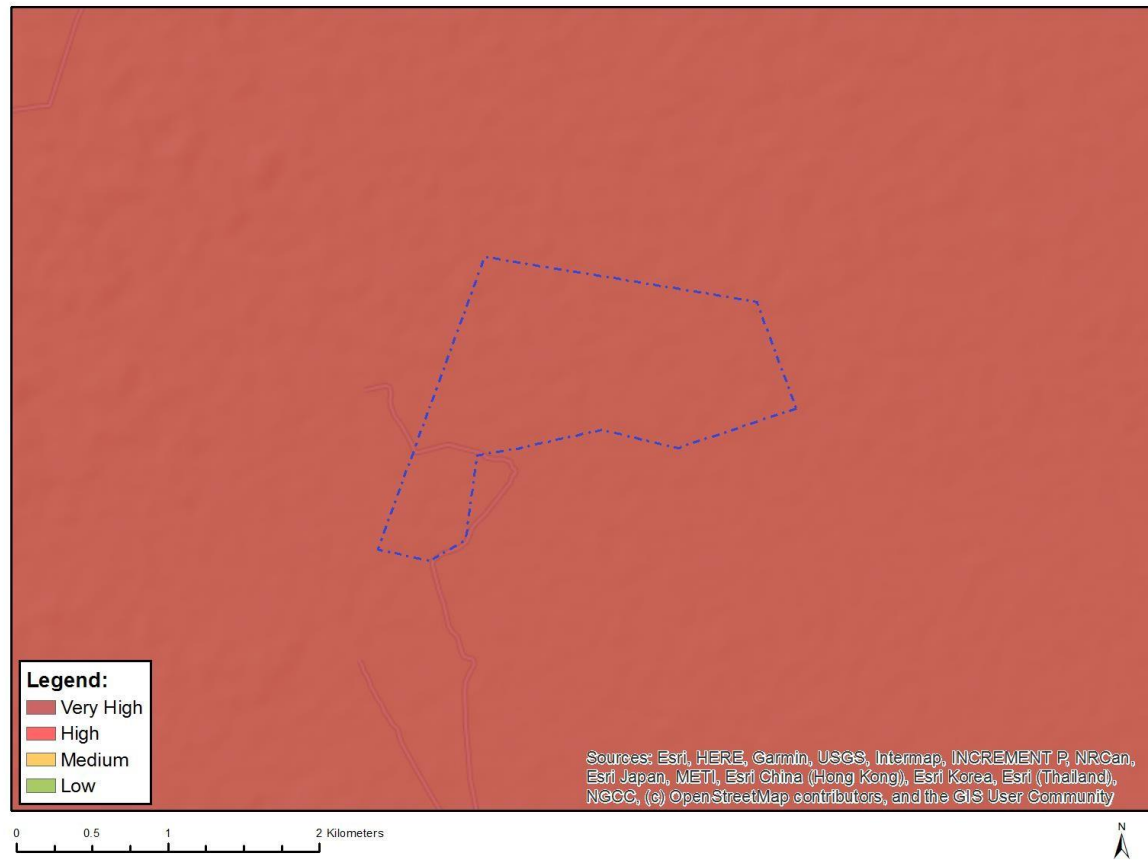 Legend:
Very High
High
Medium
Low
Sources: Esri, HERE, Garmin, USGS, Intermap, INCREMENT P, NRCan,
Esri Japan, METI, Esri China (Hong Kong), Esri Korea, Esri (Thailand),
NGCC, (c) OpenStreetMap contributors, and the GIS User Community
0 0.5 1 2 Kilometers
N